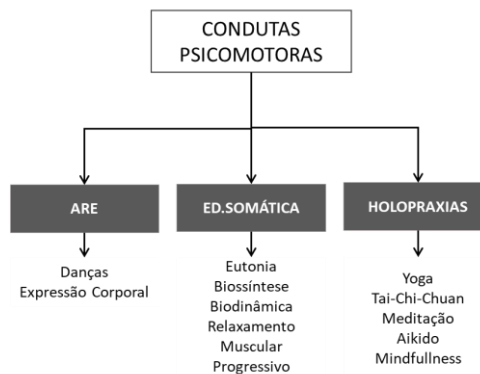 CONDUTAS
PSICOMOTORAS
ARE
Danças
Expressão Corporal
ED.SOMÁTICA
Eutonia
Biossíntese
Biodinâmica
Relaxamento
Muscular
Progressivo
HOLOPRAXIAS
Yoga
Tai-Chi-Chuan
Meditação
Aikido
Mindfullness